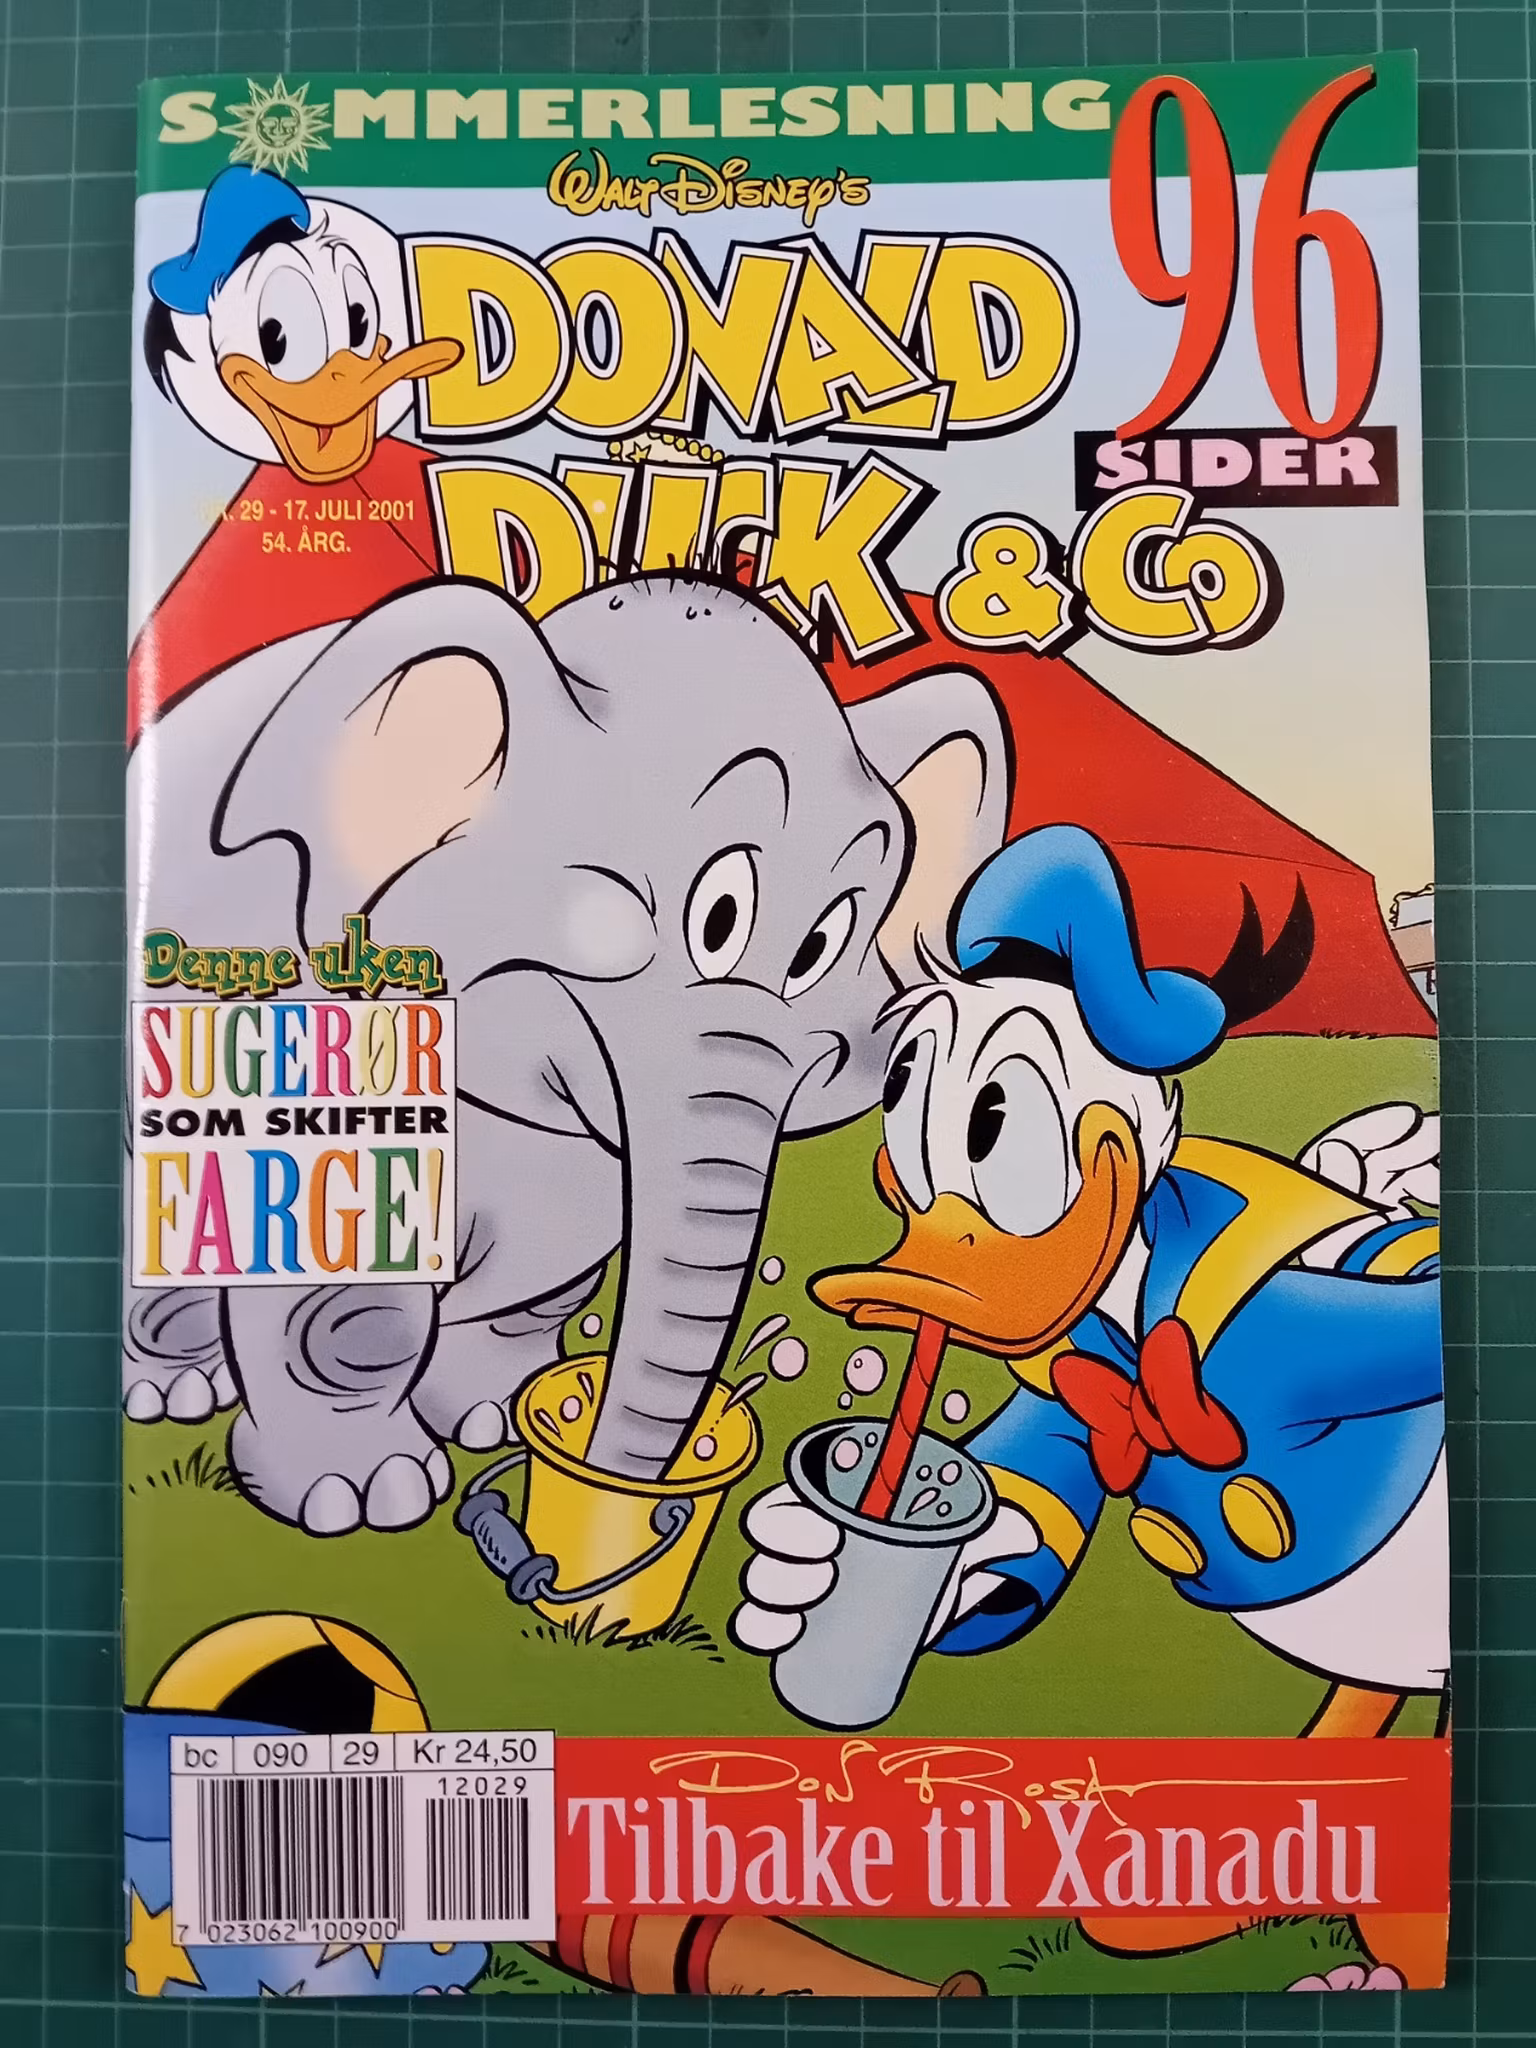 SOMMERLESNING
96
SIDER
WALT DISNEY'S
DONALD
DUCK & Co
NR. 29 - 17. JULI 2001
54. ÅRG.
Denne uken
SUGERØR
SOM SKIFTER
FARGE!
bc 090 29 Kr 24,50
12029
7 023062 100900
DON ROSA
Tilbake til Xanadu